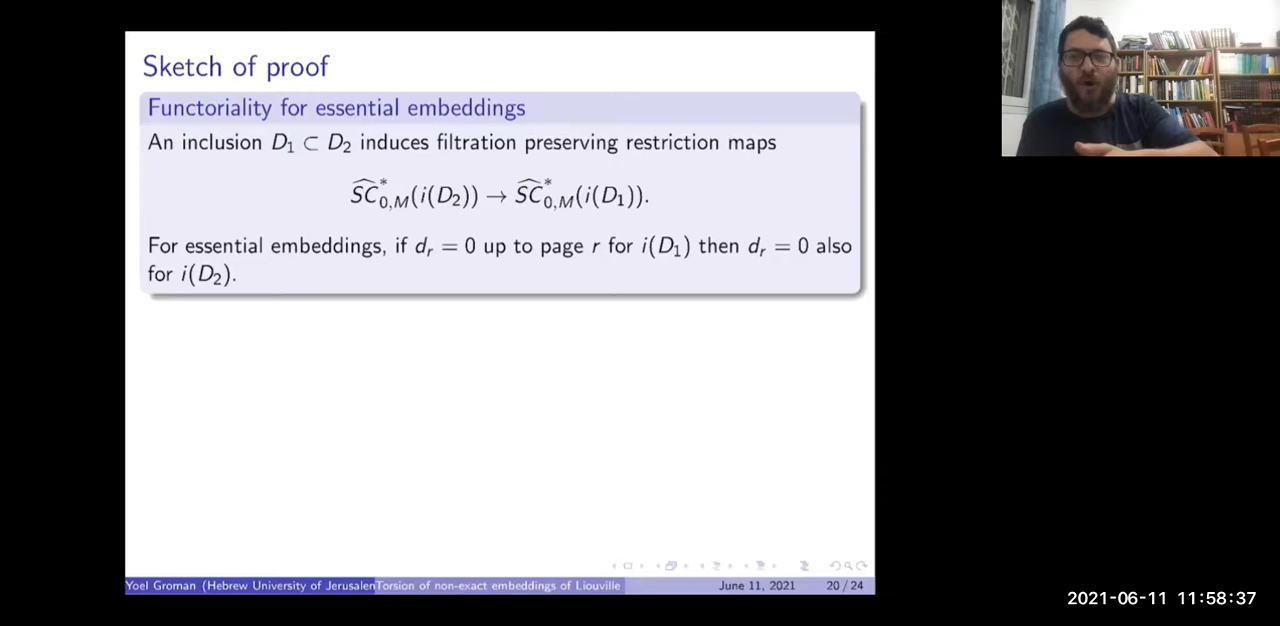 Sketch of proof
Functoriality for essential embeddings
An inclusion D₁ ⊂ D₂ induces filtration preserving restriction maps
$\widehat{SC}^*_{0,M}(i(D_2)) \to \widehat{SC}^*_{0,M}(i(D_1)).$
For essential embeddings, if dᵣ = 0 up to page r for i(D₁) then dᵣ = 0 also
for i(D₂).
Yoel Groman (Hebrew University of Jerusalen Torsion of non-exact embeddings of Liouville June 11, 2021 20 / 24
2021-06-11 11:58:37